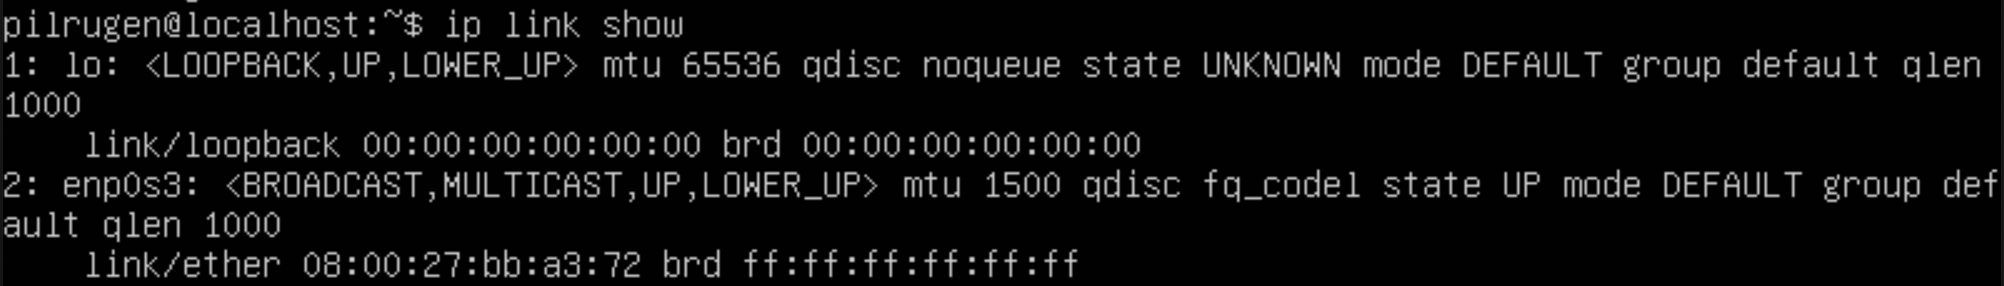 pilrugen@localhost:~$ ip link show
1: lo: <LOOPBACK,UP,LOWER_UP> mtu 65536 qdisc noqueue state UNKNOWN mode DEFAULT group default qlen
1000
    link/loopback 00:00:00:00:00:00 brd 00:00:00:00:00:00
2: enp0s3: <BROADCAST,MULTICAST,UP,LOWER_UP> mtu 1500 qdisc fq_codel state UP mode DEFAULT group def
ault qlen 1000
    link/ether 08:00:27:bb:a3:72 brd ff:ff:ff:ff:ff:ff